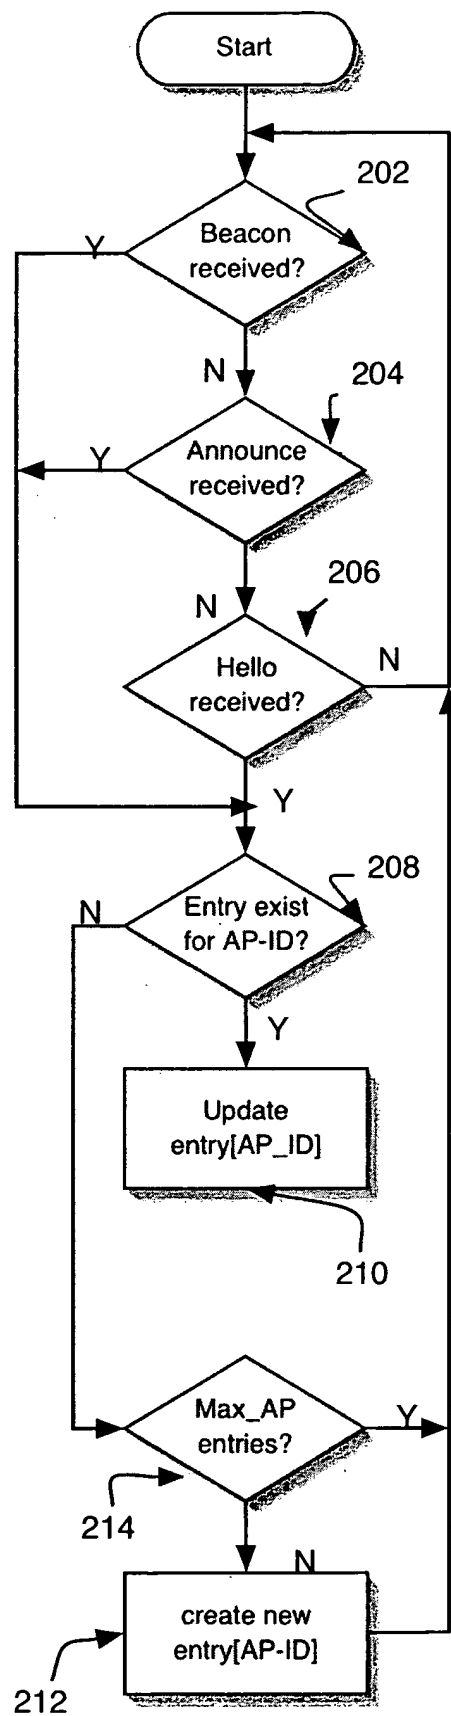 Start
202
Beacon
received?
Y
N
204
Announce
received?
Y
N
206
Hello
received?
N
Y
208
Entry exist
for AP-ID?
N
Y
Update
entry[AP_ID]
210
Max_AP
entries?
Y
214
N
create new
entry[AP-ID]
212